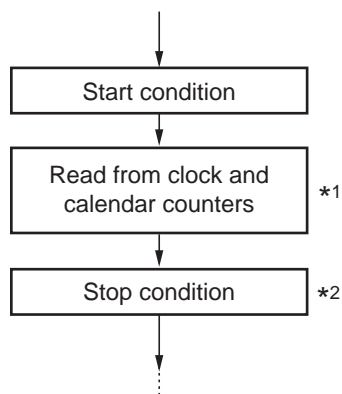 Start condition
Read from clock and
calendar counters
*1
Stop condition
*2